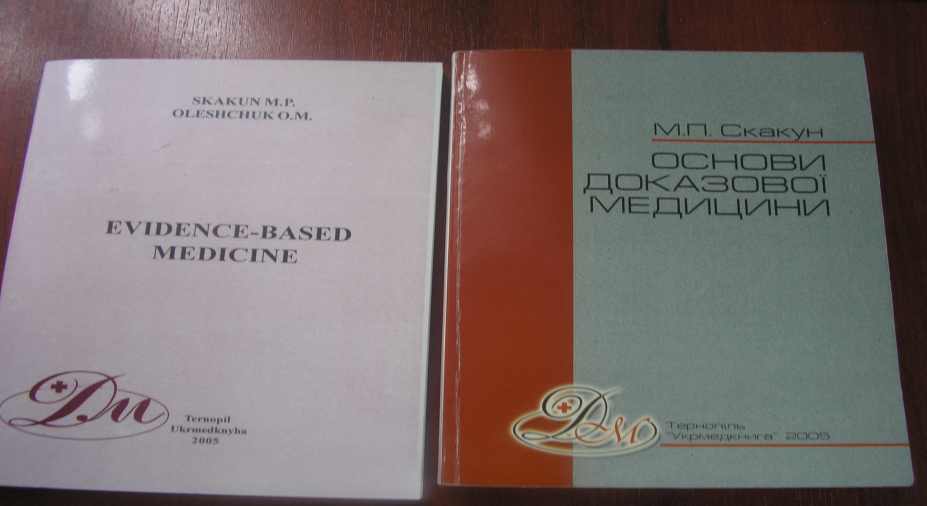 SKAKUN M.P.
OLESHCHUK O.M.
EVIDENCE-BASED
MEDICINE
Дм
Ternopil
Ukrmedknyha
2005
М.П. Скакун
ОСНОВИ
ДОКАЗОВОЇ
МЕДИЦИНИ
Дм
Тернопіль
"Укрмедкнига" 2005